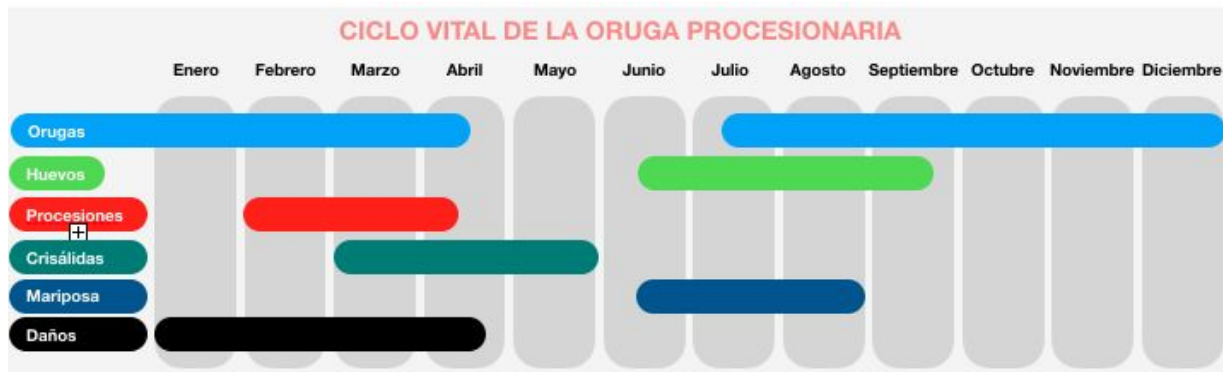 CICLO VITAL DE LA ORUGA PROCESIONARIA
Enero Febrero Marzo Abril Mayo Junio Julio Agosto Septiembre Octubre Noviembre Diciembre
Orugas
Huevos
Procesiones
Crisálidas
Mariposa
Daños